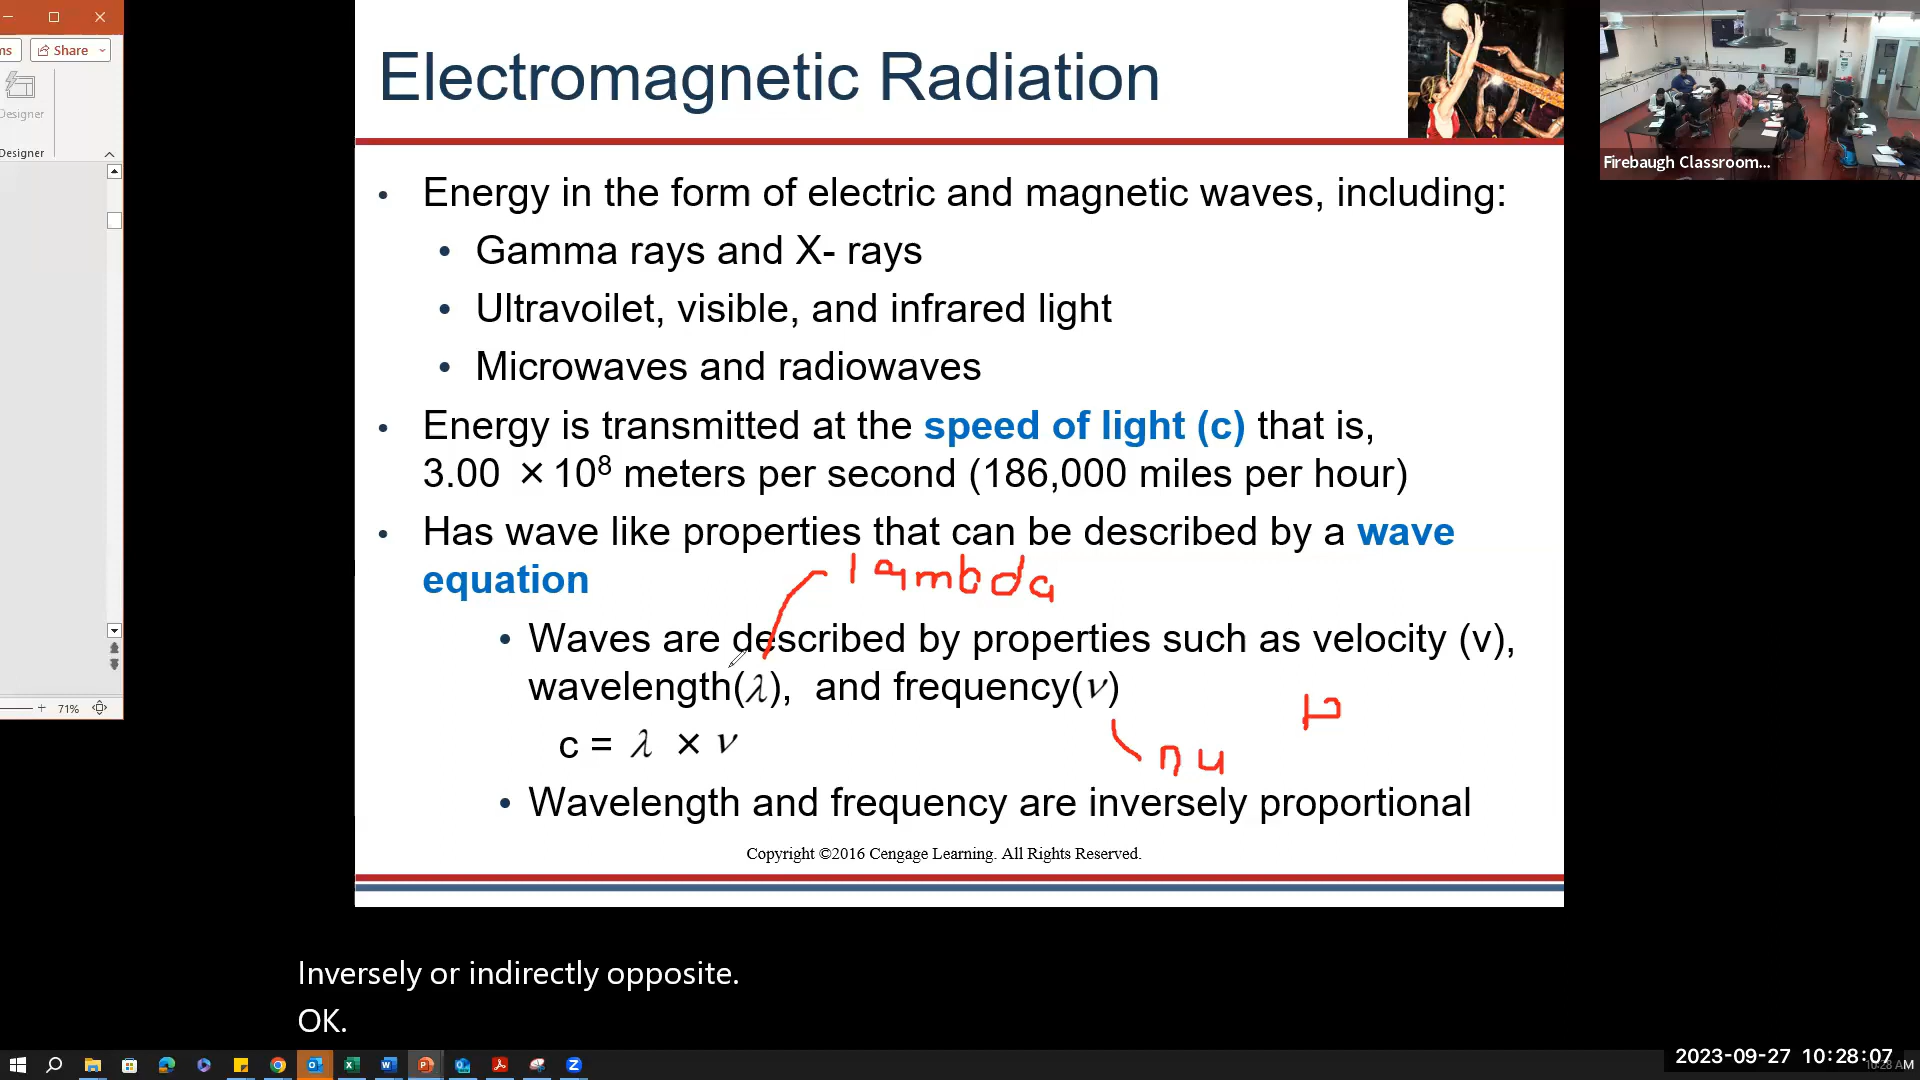 ms
Share
Designer
Designer
71%
Electromagnetic Radiation
• Energy in the form of electric and magnetic waves, including:
• Gamma rays and X- rays
• Ultravoilet, visible, and infrared light
• Microwaves and radiowaves
• Energy is transmitted at the speed of light (c) that is,
3.00 × 10⁸ meters per second (186,000 miles per hour)
• Has wave like properties that can be described by a wave
equation
lambda
• Waves are described by properties such as velocity (v),
wavelength(λ), and frequency(ν)
c = λ × ν
nu
• Wavelength and frequency are inversely proportional
Copyright ©2016 Cengage Learning. All Rights Reserved.
Firebaugh Classroom...
Inversely or indirectly opposite.
OK.
2023-09-27 10:28:07
10:28 AM